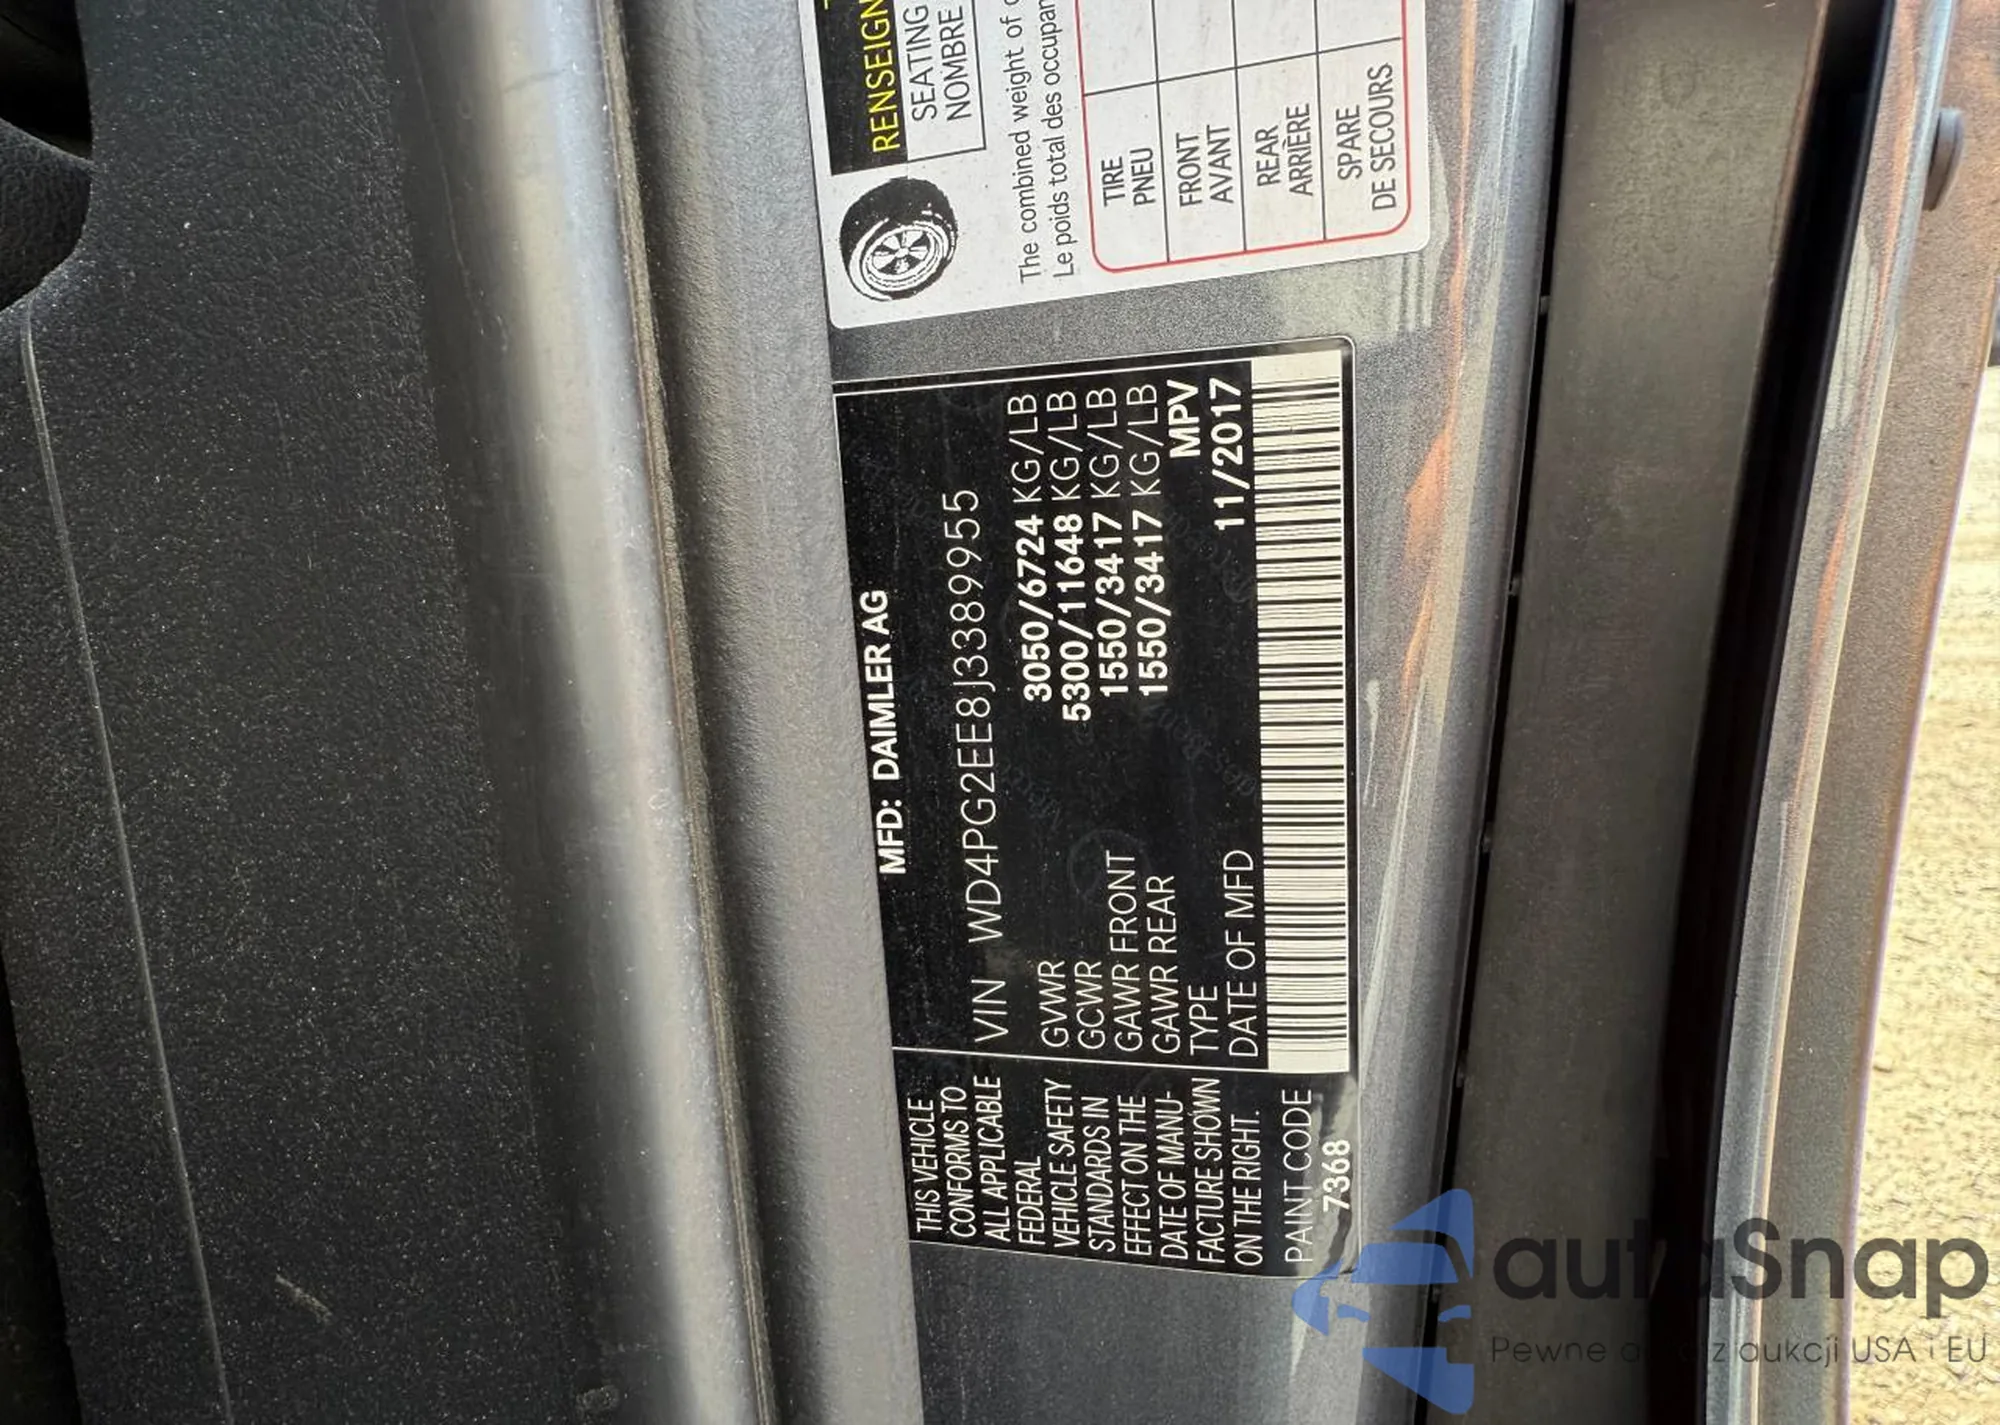 MFD: DAIMLER AG
VIN WD4PG2EE8J3389955
GVWR 3050/6724 KG/LB
GCWR 5300/11648 KG/LB
GAWR FRONT 1550/3417 KG/LB
GAWR REAR 1550/3417 KG/LB
TYPE MPV
DATE OF MFD 11/2017
THIS VEHICLE
CONFORMS TO
ALL APPLICABLE
FEDERAL
VEHICLE SAFETY
STANDARDS IN
EFFECT ON THE
DATE OF MANU-
FACTURE SHOWN
ON THE RIGHT.
PAINT CODE
7368
RENSEIGN
SEATING
NOMBRE
The combined weight of
Le poids total des occupan
TIRE
PNEU
FRONT
AVANT
REAR
ARRIÈRE
SPARE
DE SECOURS
autoSnap
Pewne auta z aukcji USA i EU